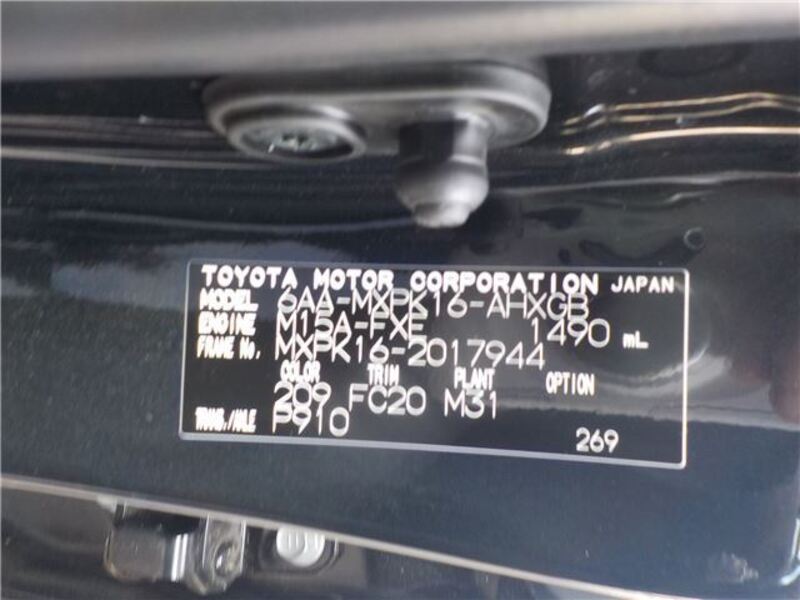 TOYOTA MOTOR CORPORATION JAPAN
MODEL 6AA-MXPK16-AHXGB
ENGINE M15A-FXE 1490 mL
FRAME No. MXPK16-2017944
COLOR TRIM PLANT OPTION
209 FC20 M31
TRANS./AXLE P910
269